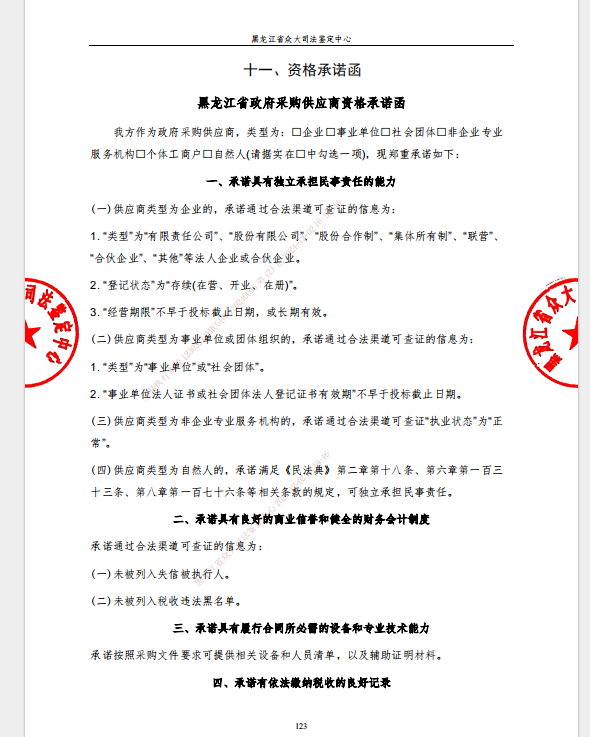 黑龙江省众大司法鉴定中心
十一、资格承诺函
黑龙江省政府采购供应商资格承诺函
我方作为政府采购供应商，类型为：□企业□事业单位□社会团体□非企业专业
服务机构□个体工商户□自然人(请据实在□中勾选一项)，现郑重承诺如下：
一、承诺具有独立承担民事责任的能力
(一)供应商类型为企业的，承诺通过合法渠道可查证的信息为：
1.“类型”为“有限责任公司”、“股份有限公司”、“股份合作制”、“集体所有制”、“联营”、
“合伙企业”、“其他”等法人企业或合伙企业。
2.“登记状态”为“存续(在营、开业、在册)”。
3.“经营期限”不早于投标截止日期，或长期有效。
(二)供应商类型为事业单位或团体组织的，承诺通过合法渠道可查证的信息为：
1.“类型”为“事业单位”或“社会团体”。
2.“事业单位法人证书或社会团体法人登记证书有效期”不早于投标截止日期。
(三)供应商类型为非企业专业服务机构的，承诺通过合法渠道可查证“执业状态”为“正
常”。
(四)供应商类型为自然人的，承诺满足《民法典》第二章第十八条、第六章第一百三
十三条、第八章第一百七十六条等相关条款的规定，可独立承担民事责任。
二、承诺具有良好的商业信誉和健全的财务会计制度
承诺通过合法渠道可查证的信息为：
(一)未被列入失信被执行人。
(二)未被列入税收违法黑名单。
三、承诺具有履行合同所必需的设备和专业技术能力
承诺按照采购文件要求可提供相关设备和人员清单，以及辅助证明材料。
四、承诺有依法缴纳税收的良好记录
123
司法鉴定中心
黑龙江省众大